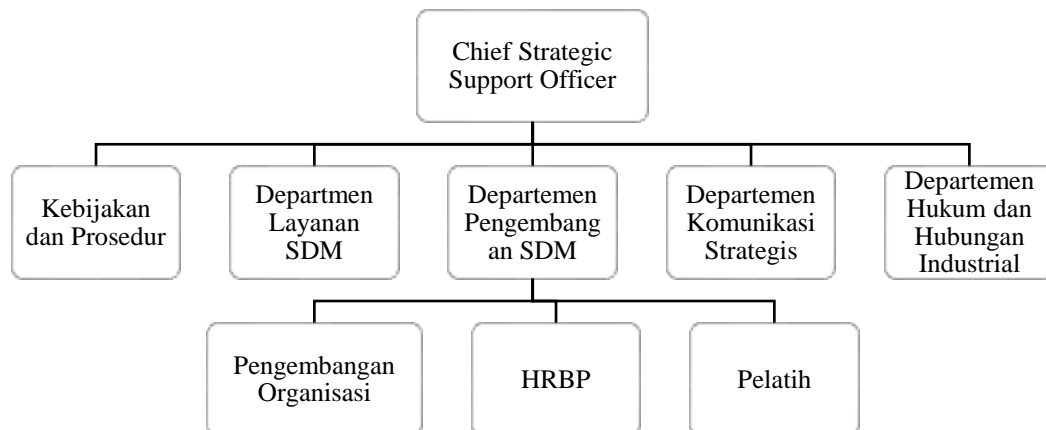 Chief Strategic
Support Officer
Kebijakan
dan Prosedur
Departmen
Layanan
SDM
Departemen
Pengembang
an SDM
Departemen
Komunikasi
Strategis
Departemen
Hukum dan
Hubungan
Industrial
Pengembangan
Organisasi
HRBP
Pelatih